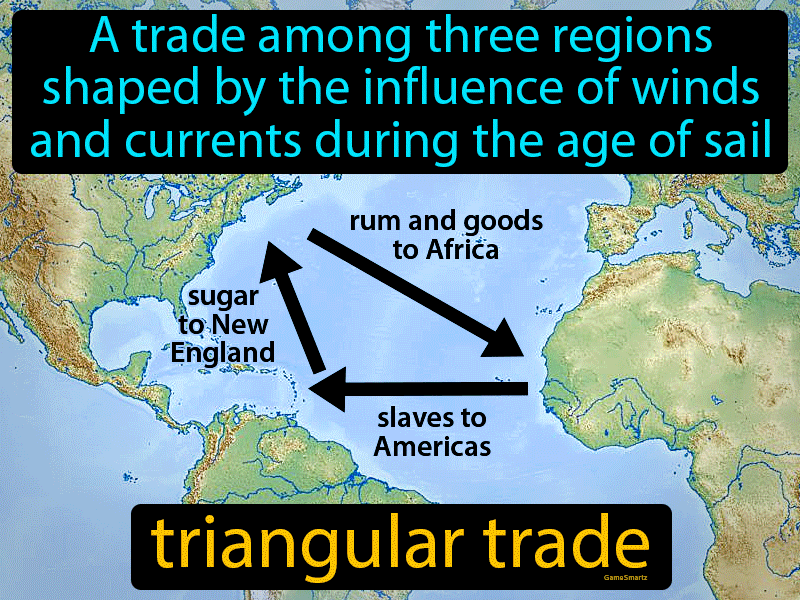 A trade among three regions
shaped by the influence of winds
and currents during the age of sail
rum and goods
to Africa
sugar
to New
England
slaves to
Americas
triangular trade
GameSmartz